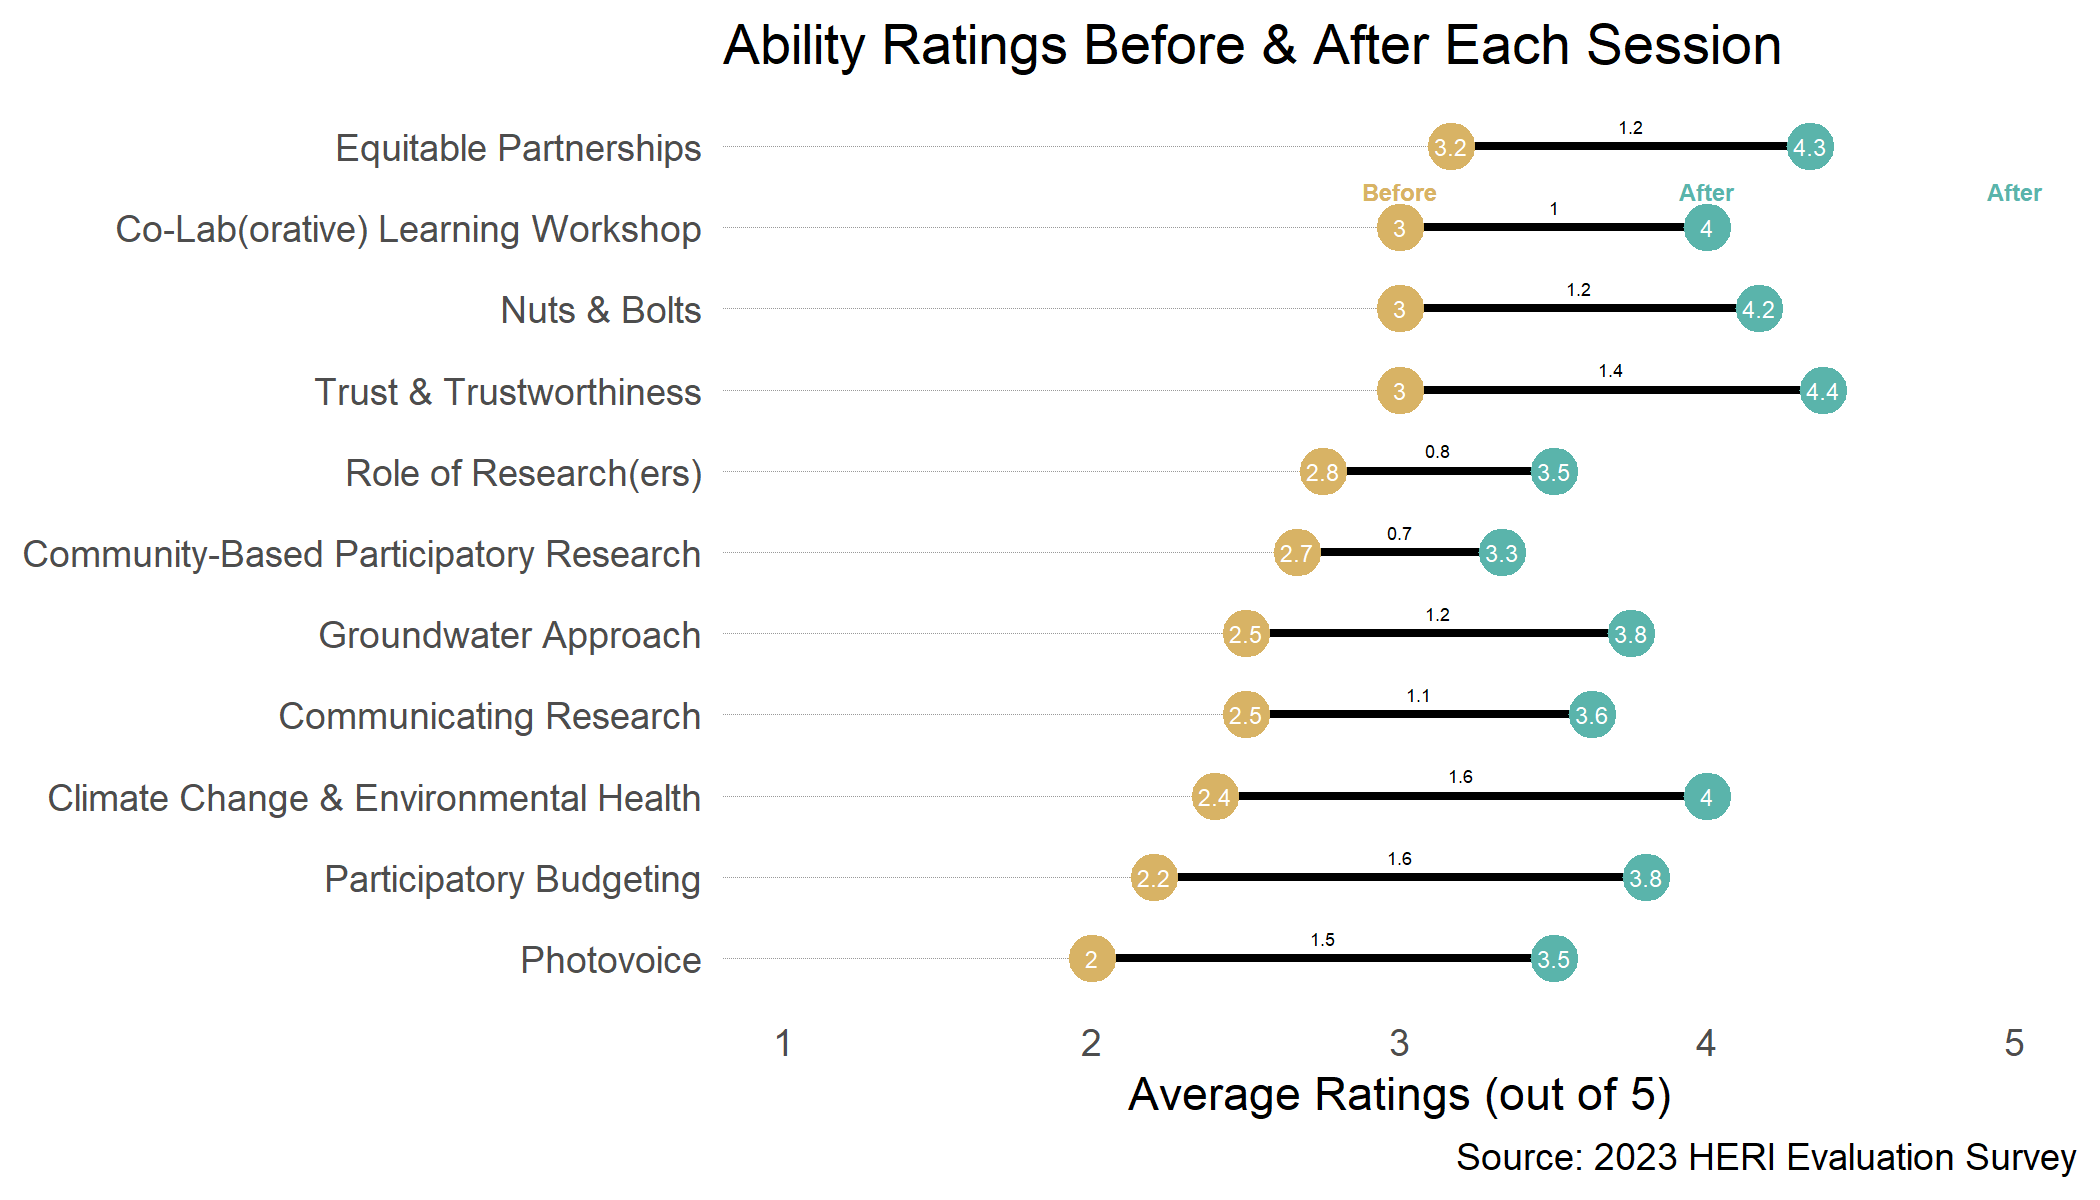 Ability Ratings Before & After Each Session
Equitable Partnerships 3.2 1.2 4.3
Before After After
Co-Lab(orative) Learning Workshop 3 1 4
Nuts & Bolts 3 1.2 4.2
Trust & Trustworthiness 3 1.4 4.4
Role of Research(ers) 2.8 0.8 3.5
Community-Based Participatory Research 2.7 0.7 3.3
Groundwater Approach 2.5 1.2 3.8
Communicating Research 2.5 1.1 3.6
Climate Change & Environmental Health 2.4 1.6 4
Participatory Budgeting 2.2 1.6 3.8
Photovoice 2 1.5 3.5
1 2 3 4 5
Average Ratings (out of 5)
Source: 2023 HERI Evaluation Survey